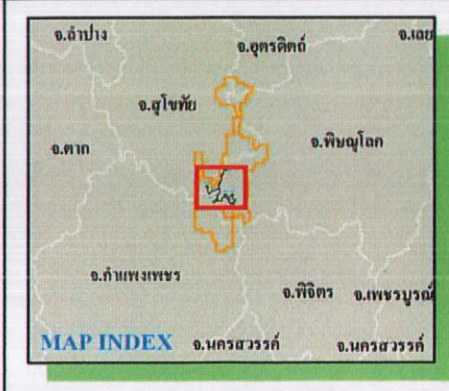 จ.ลำปาง
จ.อุตรดิตถ์
จ.เลย
จ.สุโขทัย
จ.ตาก
จ.พิษณุโลก
จ.กำแพงเพชร
จ.พิจิตร
จ.เพชรบูรณ์
MAP INDEX
จ.นครสวรรค์
จ.นครสวรรค์